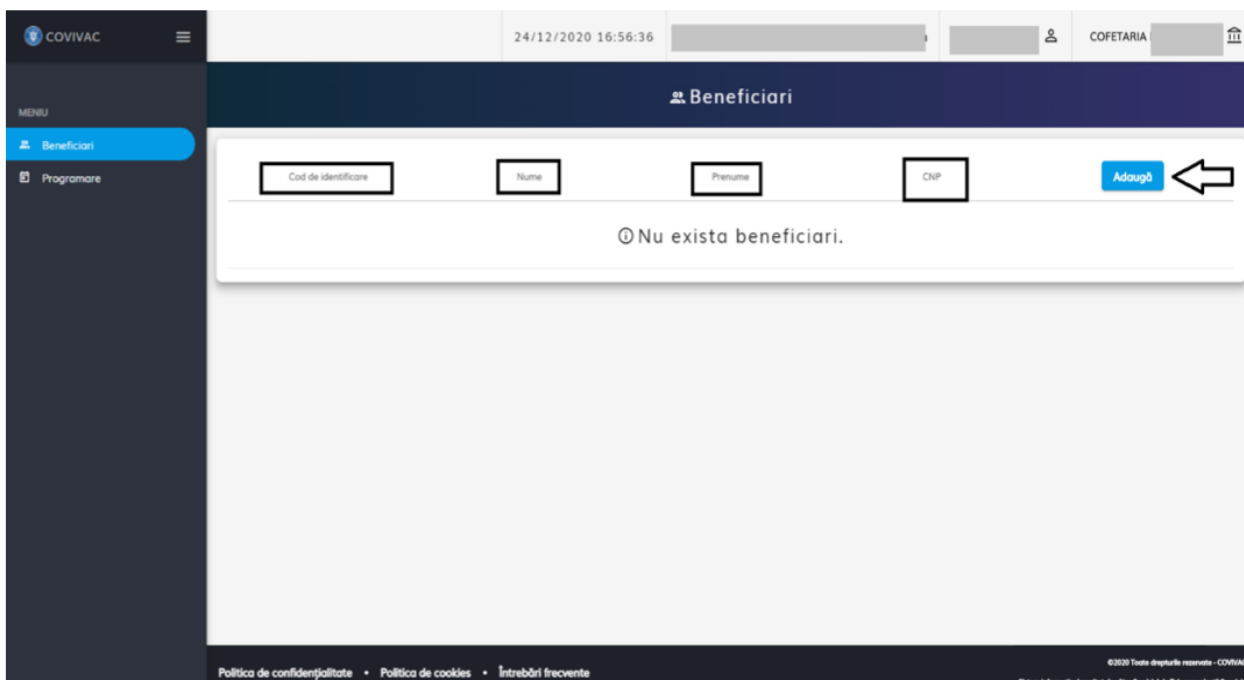 COVIVAC
24/12/2020 16:56:36
COFETARIA
Beneficiari
MENIU
Beneficiari
Programare
Cod de identificare Nume Prenume CNP Adaugă
Nu exista beneficiari.
Politica de confidențialitate • Politica de cookies • Întrebări frecvente
©2020 Toate drepturile rezervate - COVIVAC